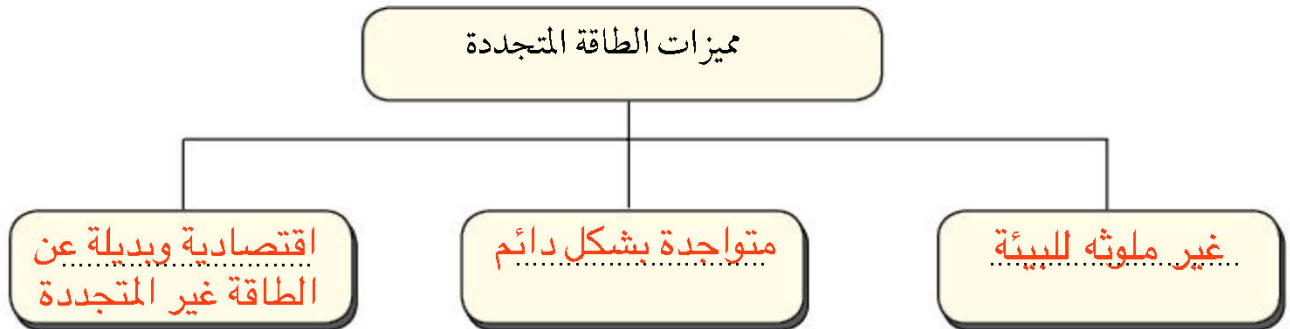 مميزات الطاقة المتجددة
غير ملوثه للبيئة
متواجدة بشكل دائم
اقتصادية وبديلة عن
الطاقة غير المتجددة